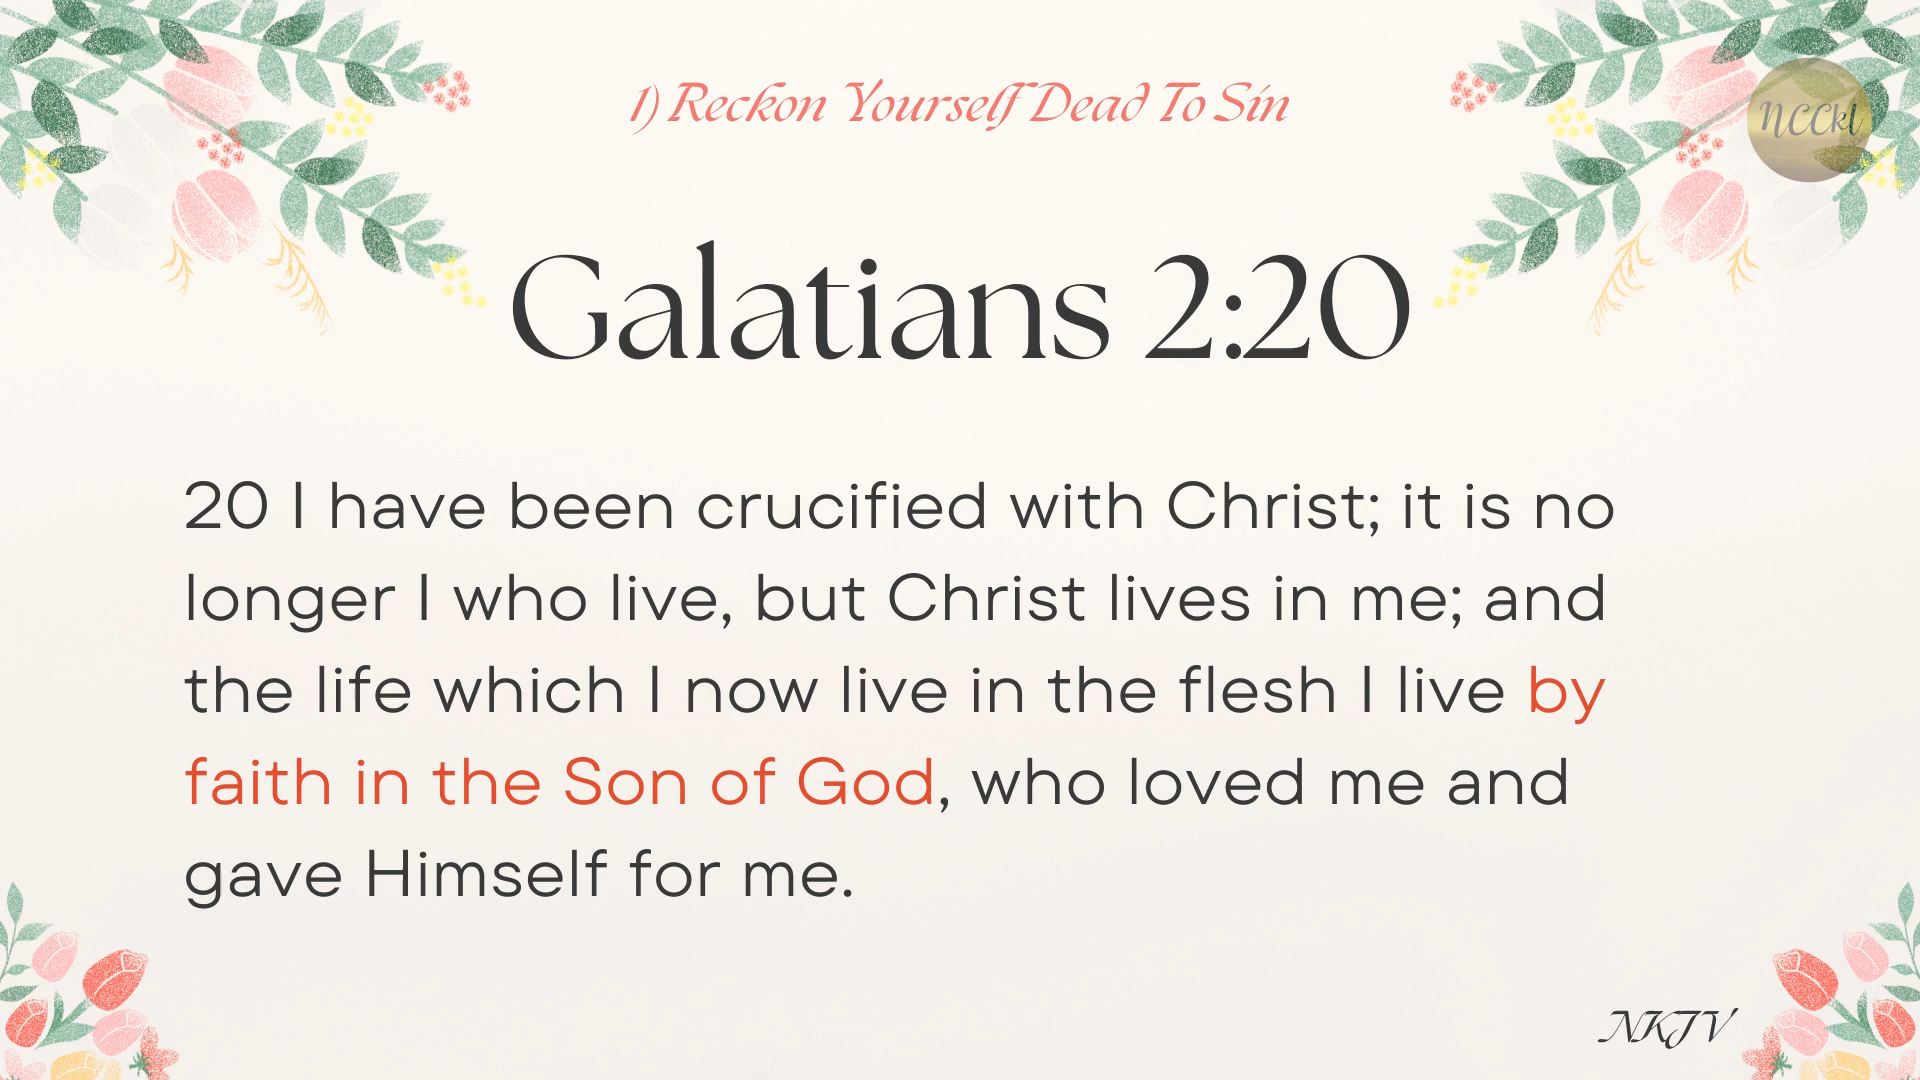 1) Reckon Yourself Dead To Sin
NCCkl
Galatians 2:20
20 I have been crucified with Christ; it is no
longer I who live, but Christ lives in me; and
the life which I now live in the flesh I live by
faith in the Son of God, who loved me and
gave Himself for me.
NKJV